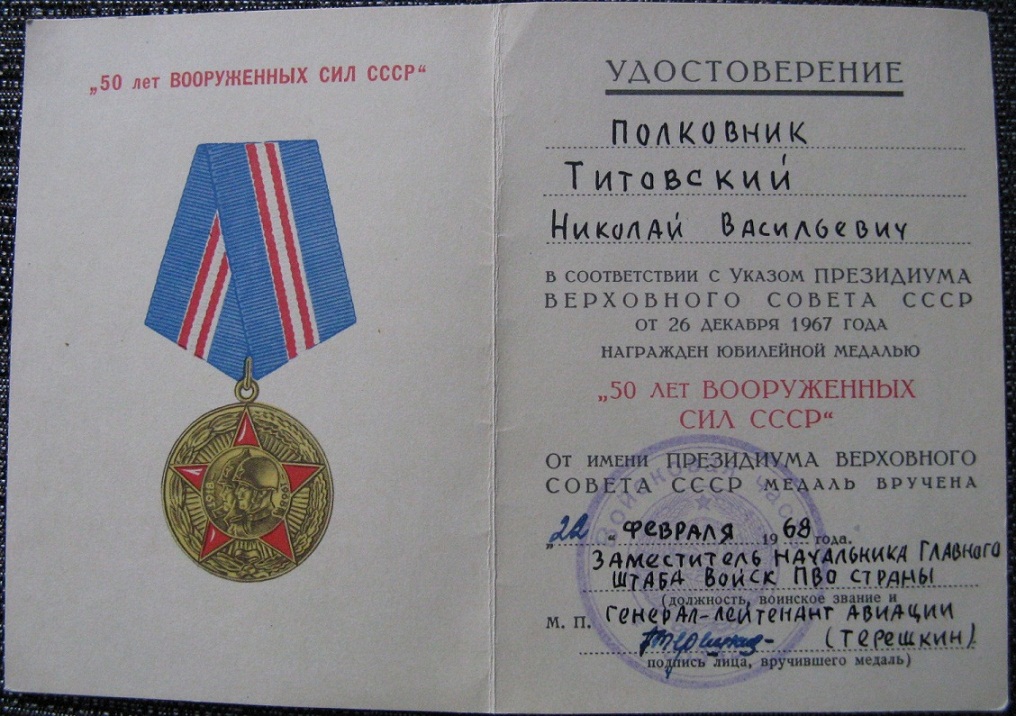 „50 лет ВООРУЖЕННЫХ СИЛ СССР“
УДОСТОВЕРЕНИЕ
ПОЛКОВНИК
ТИТОВСКИЙ
НИКОЛАЙ ВАСИЛЬЕВИЧ
В СООТВЕТСТВИИ С УКАЗОМ ПРЕЗИДИУМА
ВЕРХОВНОГО СОВЕТА СССР
ОТ 26 ДЕКАБРЯ 1967 ГОДА
НАГРАЖДЕН ЮБИЛЕЙНОЙ МЕДАЛЬЮ
„50 ЛЕТ ВООРУЖЕННЫХ
СИЛ СССР“
ОТ ИМЕНИ ПРЕЗИДИУМА ВЕРХОВНОГО
СОВЕТА СССР МЕДАЛЬ ВРУЧЕНА
Войсковая част
„22“ ФЕВРАЛЯ 1968 года.
ЗАМЕСТИТЕЛЬ НАЧАЛЬНИКА ГЛАВНОГО
ШТАБА ВОЙСК ПВО СТРАНЫ
(должность, воинское звание и
М. П. ГЕНЕРАЛ-ЛЕЙТЕНАНТ АВИАЦИИ
(ТЕРЕШКИН)
подпись лица, вручившего медаль)